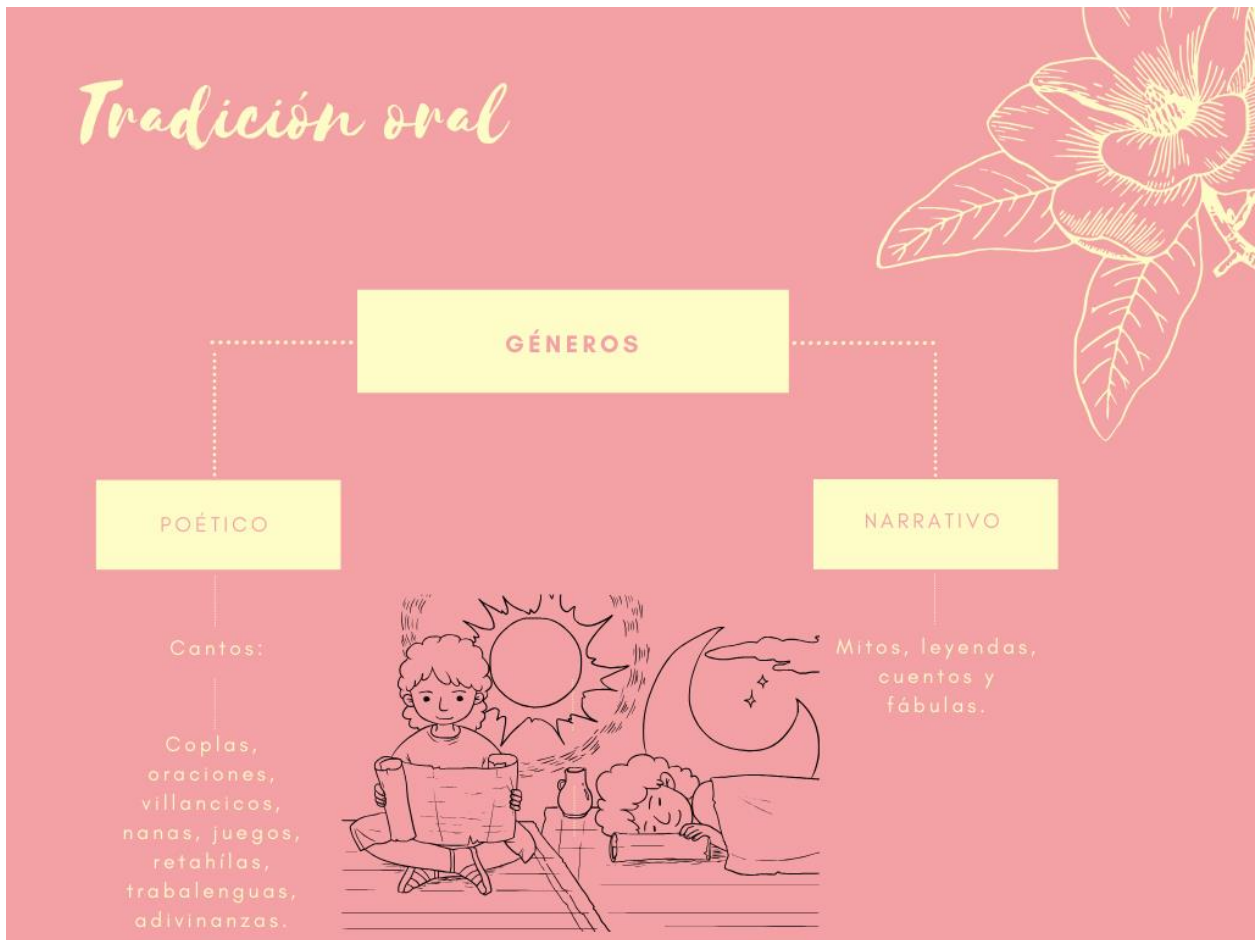 Tradición oral
GÉNEROS
POÉTICO
NARRATIVO
Cantos:
Coplas,
oraciones,
villancicos,
nanas, juegos,
retahílas,
trabalenguas,
adivinanzas.
Mitos, leyendas,
cuentos y
fábulas.